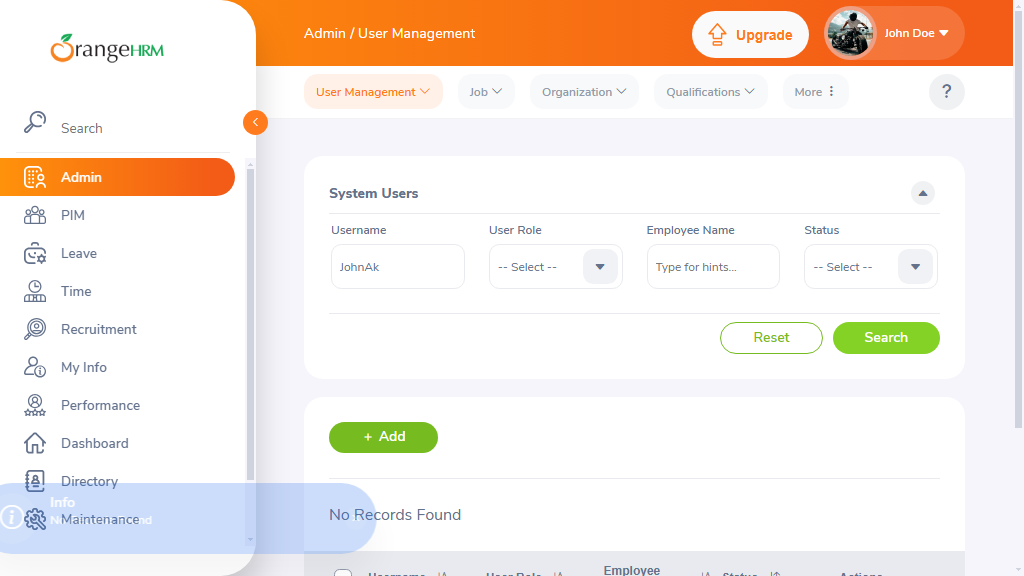 OrangeHRM
Admin / User Management
Upgrade
John Doe
User Management
Job
Organization
Qualifications
More
?
Search
Admin
PIM
Leave
Time
Recruitment
My Info
Performance
Dashboard
Directory
Maintenance
Info
System Users
Username
User Role
Employee Name
Status
JohnAk
-- Select --
Type for hints...
-- Select --
Reset
Search
+ Add
No Records Found
Username
User Role
Employee
Status
Actions